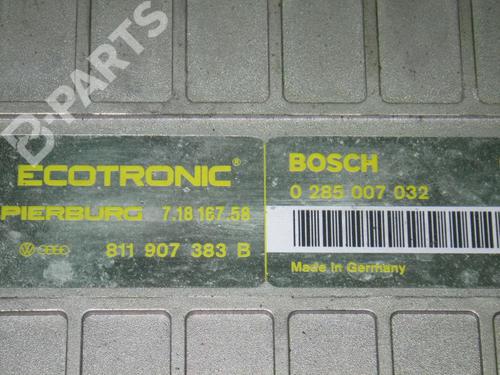 B-PARTS
ECOTRONIC®
PIERBURG 7.18 167.58
811 907 383 B
BOSCH
0 285 007 032
Made in Germany